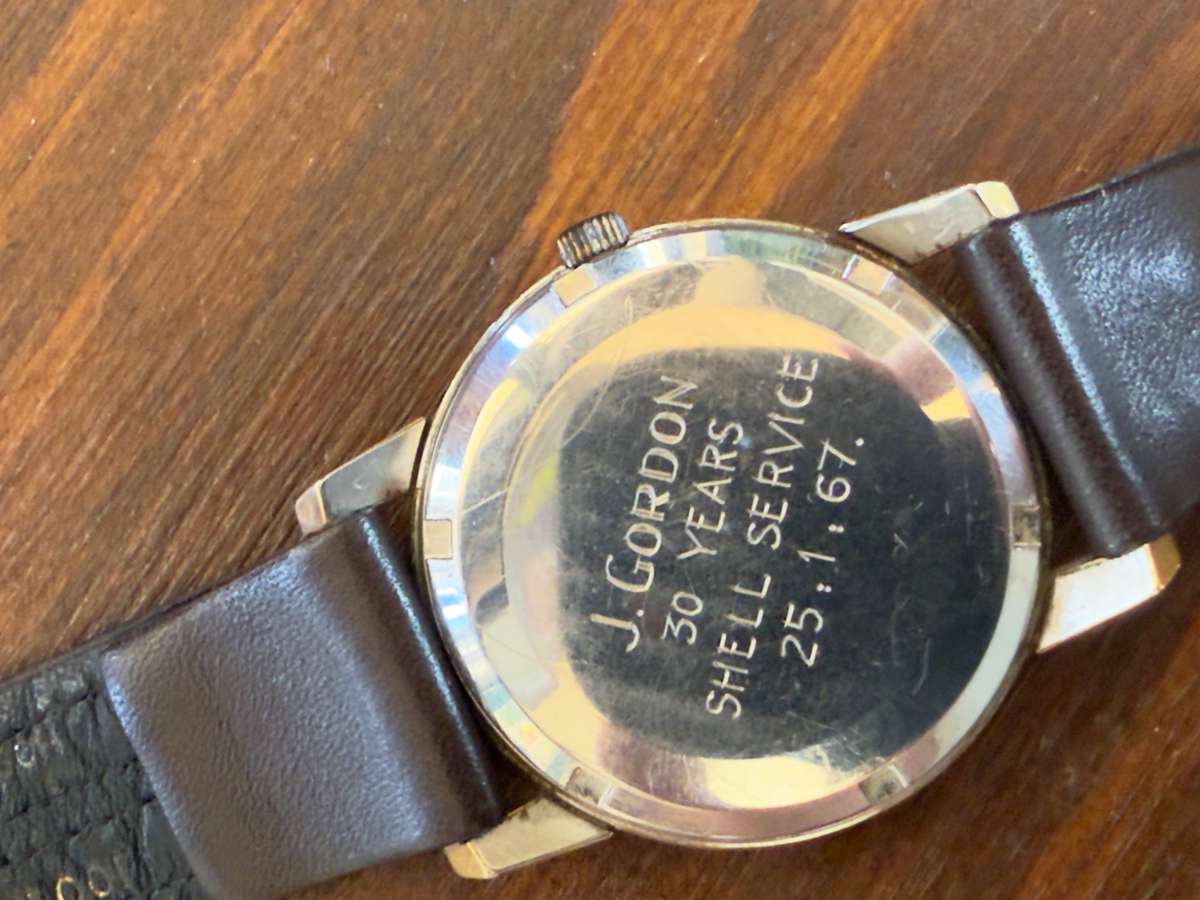 J. GORDON
30 YEARS
SHELL SERVICE
25:1:67.